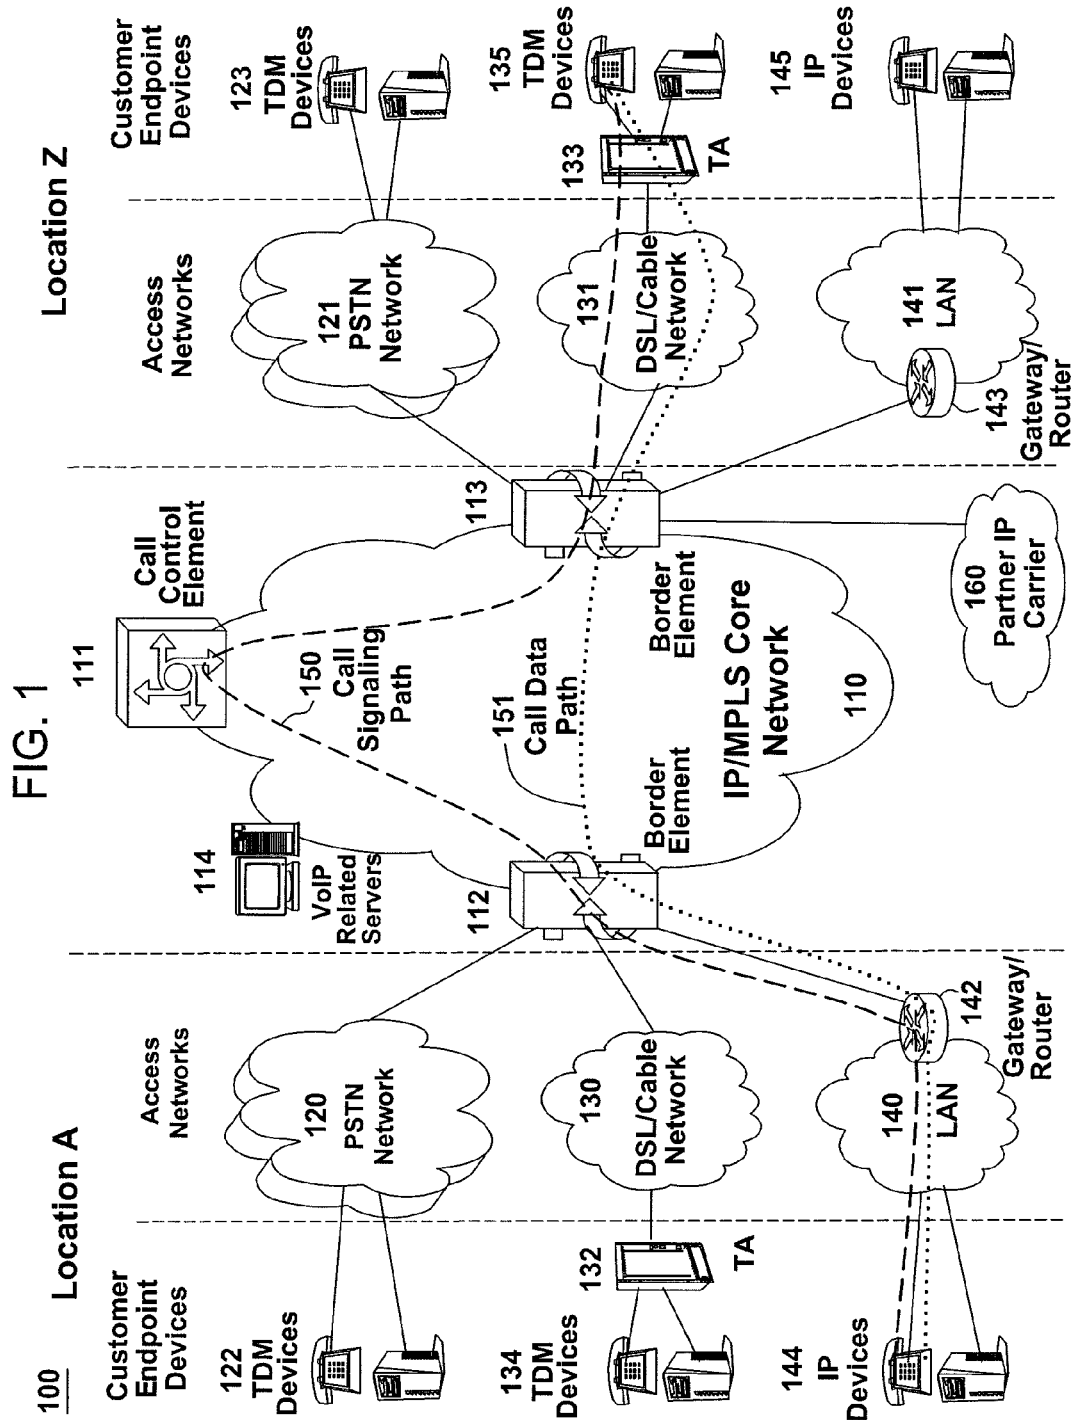 FIG. 1
100
Location A
Location Z
Customer
Endpoint
Devices
Access
Networks
Access
Networks
Customer
Endpoint
Devices
114
VoIP
Related
Servers
111
Call
Control
Element
122
TDM
Devices
120
PSTN
Network
112
150
Call
Signaling
Path
113
121
PSTN
Network
123
TDM
Devices
134
TDM
Devices
132
TA
130
DSL/Cable
Network
Border
Element
151
Call Data
Path
Border
Element
131
DSL/Cable
Network
133
TA
135
TDM
Devices
IP/MPLS Core
Network
110
144
IP
Devices
140
LAN
142
Gateway/
Router
160
Partner IP
Carrier
143
Gateway/
Router
141
LAN
145
IP
Devices